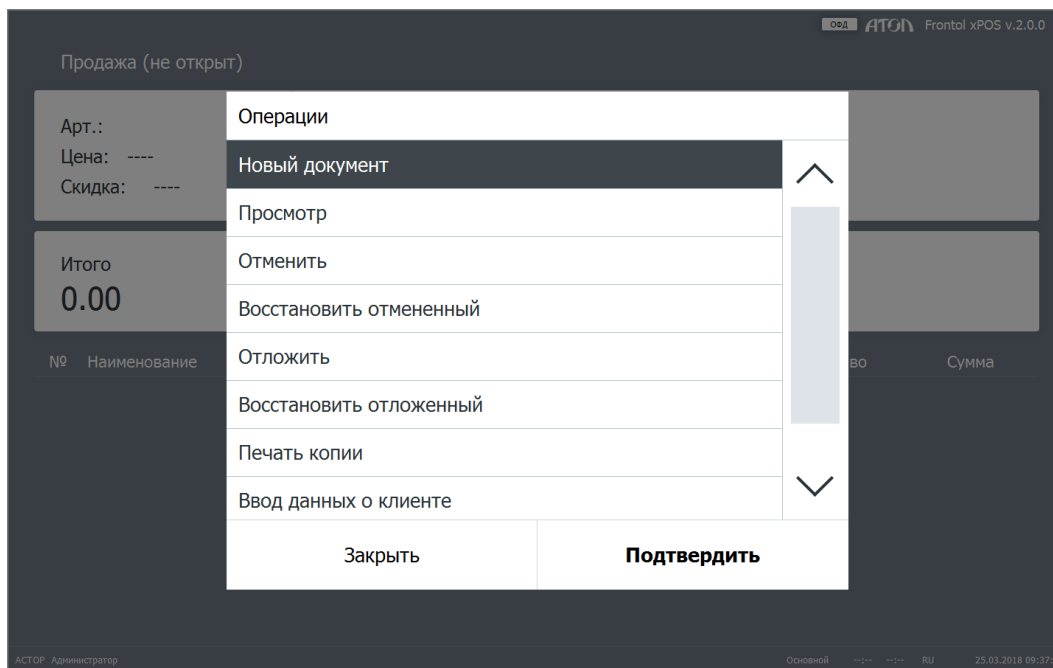 ОФД АТОЛ Frontol xPOS v.2.0.0
Продажа (не открыт)
Арт.:
Цена: ----
Скидка: ----
Итого
0.00
№ Наименование во Сумма
Операции
Новый документ
Просмотр
Отменить
Восстановить отмененный
Отложить
Восстановить отложенный
Печать копии
Ввод данных о клиенте
Закрыть Подтвердить
АСТОР Администратор Основной --:-- --:-- RU 25.03.2018 09:37: